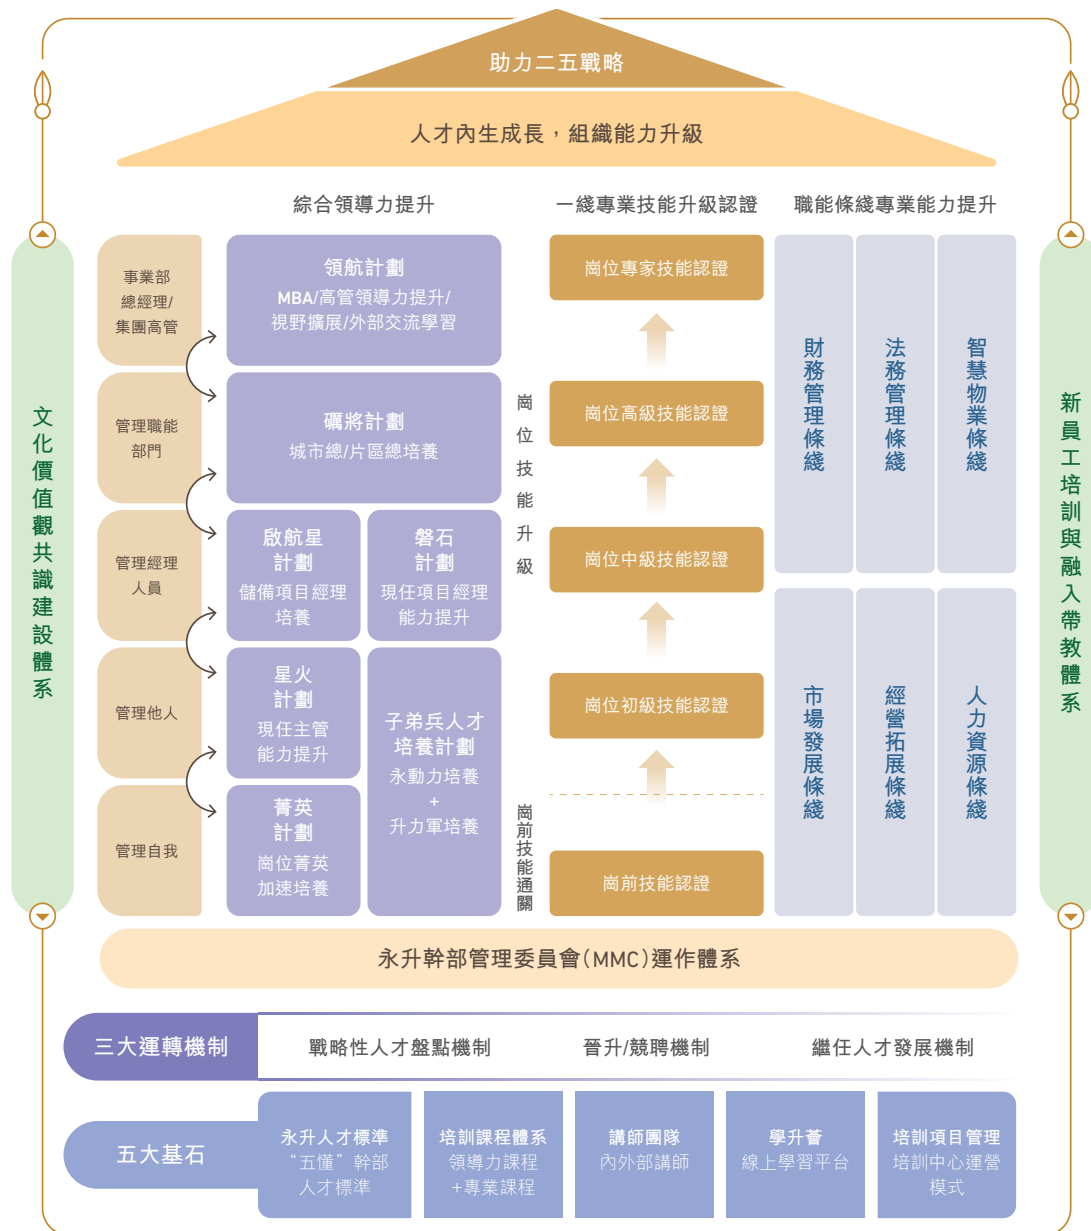 助力二五戰略
人才內生成長，組織能力升級
綜合領導力提升
一綫專業技能升級認證
職能條綫專業能力提升
文化價值觀共識建設體系
事業部
總經理/
集團高管
管理職能
部門
管理經理
人員
管理他人
管理自我
領航計劃
MBA/高管領導力提升/
視野擴展/外部交流學習
礪將計劃
城市總/片區總培養
啟航星
計劃
儲備項目經理
培養
磐石
計劃
現任項目經理
能力提升
星火
計劃
現任主管
能力提升
子弟兵人才
培養計劃
永動力培養
+
升力軍培養
菁英
計劃
崗位菁英
加速培養
崗位技能升級
崗前技能通關
崗位專家技能認證
崗位高級技能認證
崗位中級技能認證
崗位初級技能認證
崗前技能認證
財務管理條綫
法務管理條綫
智慧物業條綫
市場發展條綫
經營拓展條綫
人力資源條綫
新員工培訓與融入帶教體系
永升幹部管理委員會(MMC)運作體系
三大運轉機制
戰略性人才盤點機制
晉升/競聘機制
繼任人才發展機制
五大基石
永升人才標準
“五懂”幹部
人才標準
培訓課程體系
領導力課程
+專業課程
講師團隊
內外部講師
學升薈
線上學習平台
培訓項目管理
培訓中心運營
模式